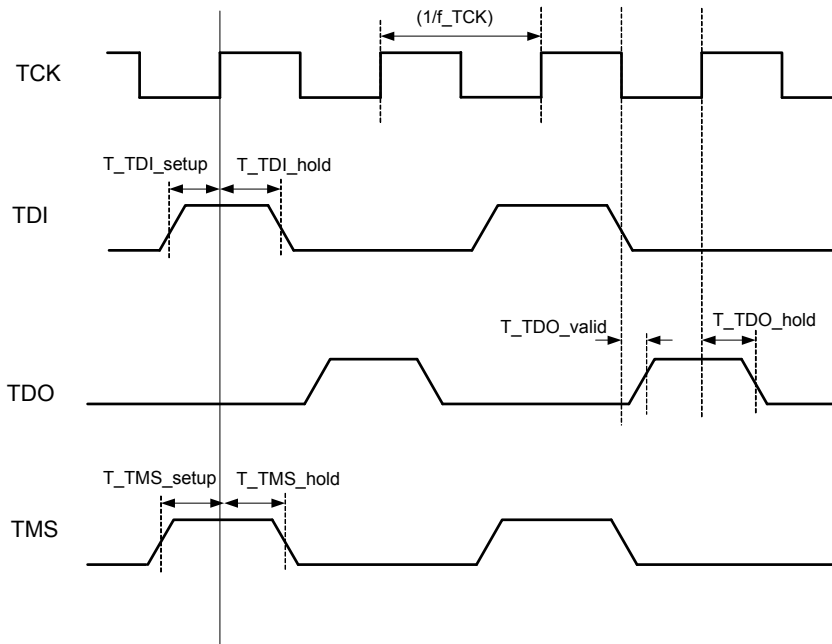 (1/f_TCK)
TCK
T_TDI_setup T_TDI_hold
TDI
T_TDO_valid T_TDO_hold
TDO
T_TMS_setup T_TMS_hold
TMS